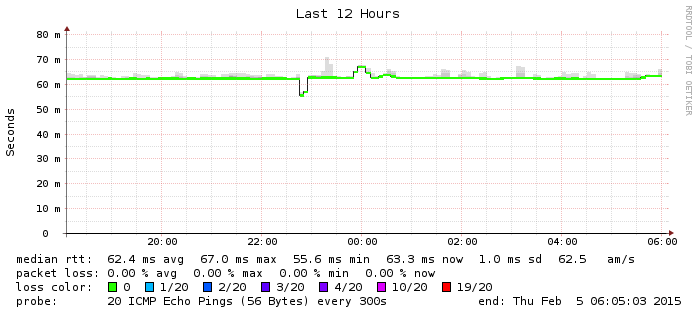 Last 12 Hours
RRDTOOL / TOBI OETIKER
Seconds
80 m
70 m
60 m
50 m
40 m
30 m
20 m
10 m
0
20:00 22:00 00:00 02:00 04:00 06:00
median rtt: 62.4 ms avg 67.0 ms max 55.6 ms min 63.3 ms now 1.0 ms sd 62.5 am/s
packet loss: 0.00 % avg 0.00 % max 0.00 % min 0.00 % now
loss color: 0 1/20 2/20 3/20 4/20 10/20 19/20
probe: 20 ICMP Echo Pings (56 Bytes) every 300s end: Thu Feb 5 06:05:03 2015